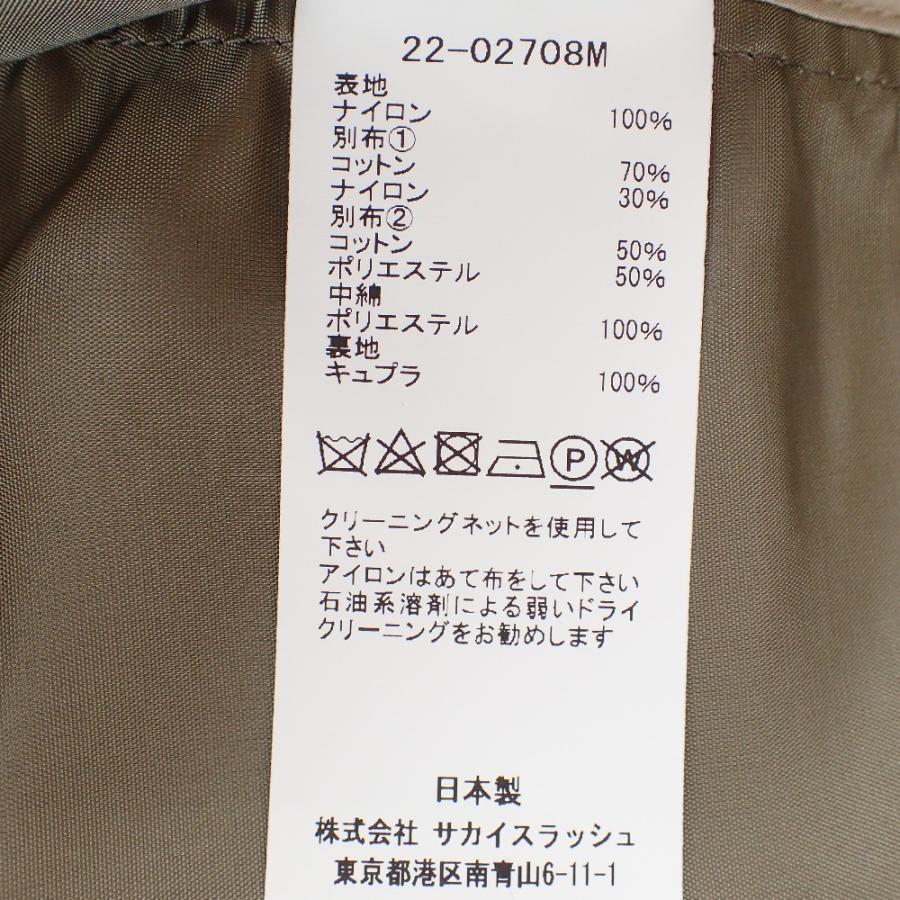 22-02708M
表地
ナイロン 100%
別布①
コットン 70%
ナイロン 30%
別布②
コットン 50%
ポリエステル 50%
中綿
ポリエステル 100%
裏地
キュプラ 100%
P W
クリーニングネットを使用して
下さい
アイロンはあて布をして下さい
石油系溶剤による弱いドライ
クリーニングをお勧めします
日本製
株式会社 サカイスラッシュ
東京都港区南青山6-11-1